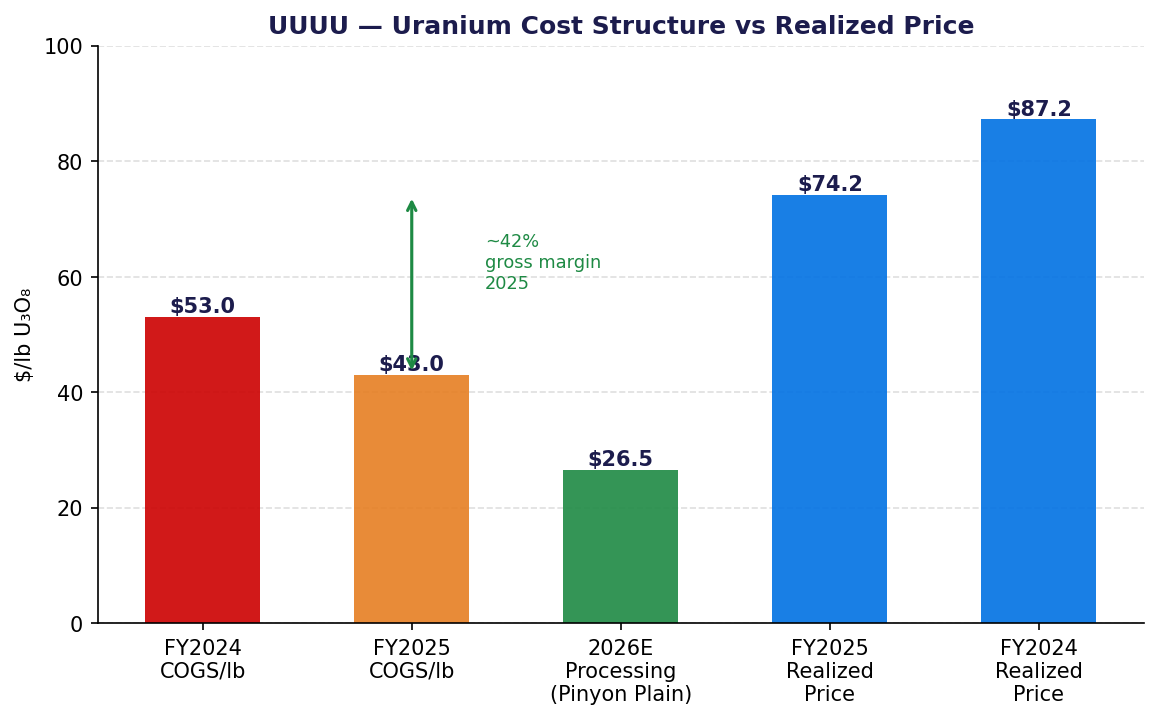 UUUU — Uranium Cost Structure vs Realized Price
$/lb U₃O₈
100
80
60
40
20
0
$53.0
$43.0
$26.5
$74.2
$87.2
~42%
gross margin
2025
FY2024
COGS/lb
FY2025
COGS/lb
2026E
Processing
(Pinyon Plain)
FY2025
Realized
Price
FY2024
Realized
Price